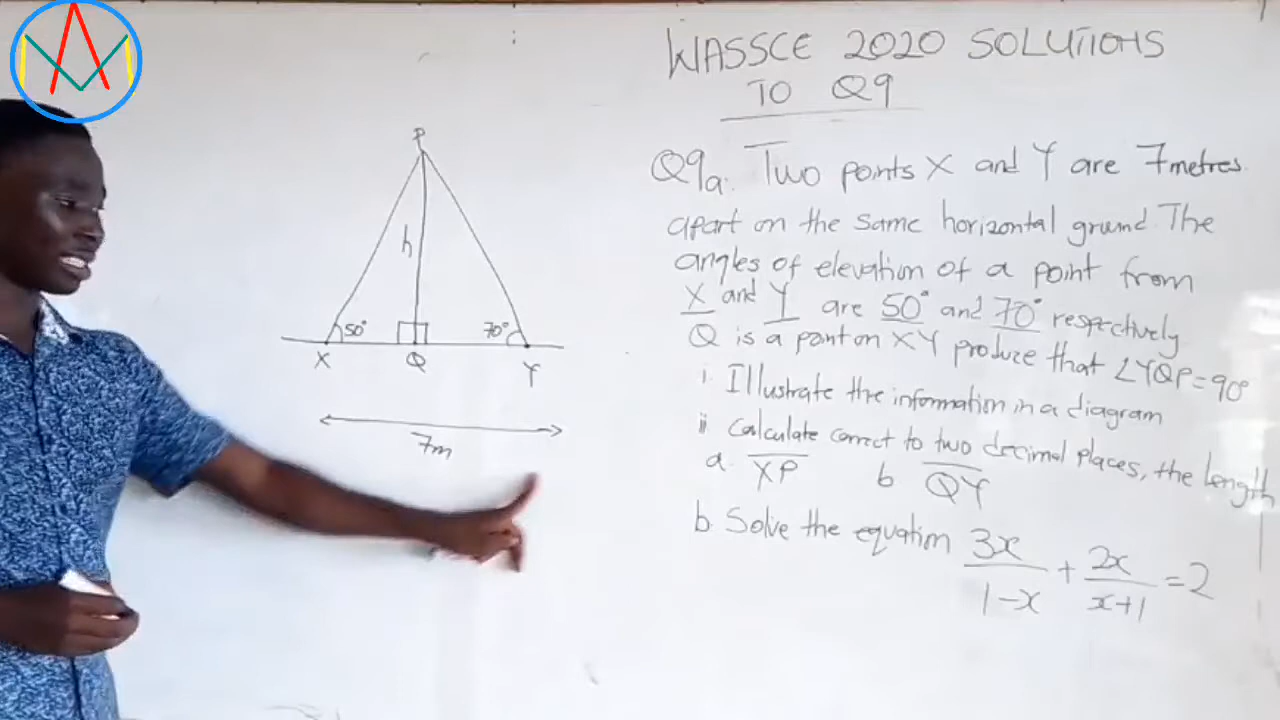 WASSCE 2020 SOLUTIONS
TO Q9
P
h
50°
70°
X
Q
Y
7m
Q9a. Two points X and Y are 7metres
apart on the same horizontal ground. The
angles of elevation of a point from
X and Y are 50° and 70° respectively
Q is a point on XY produce that ∠YQP=90°
i. Illustrate the information in a diagram
ii Calculate correct to two decimal places, the length
a. XP b QY
b. Solve the equation 3x/1-x + 2x/x+1 =2